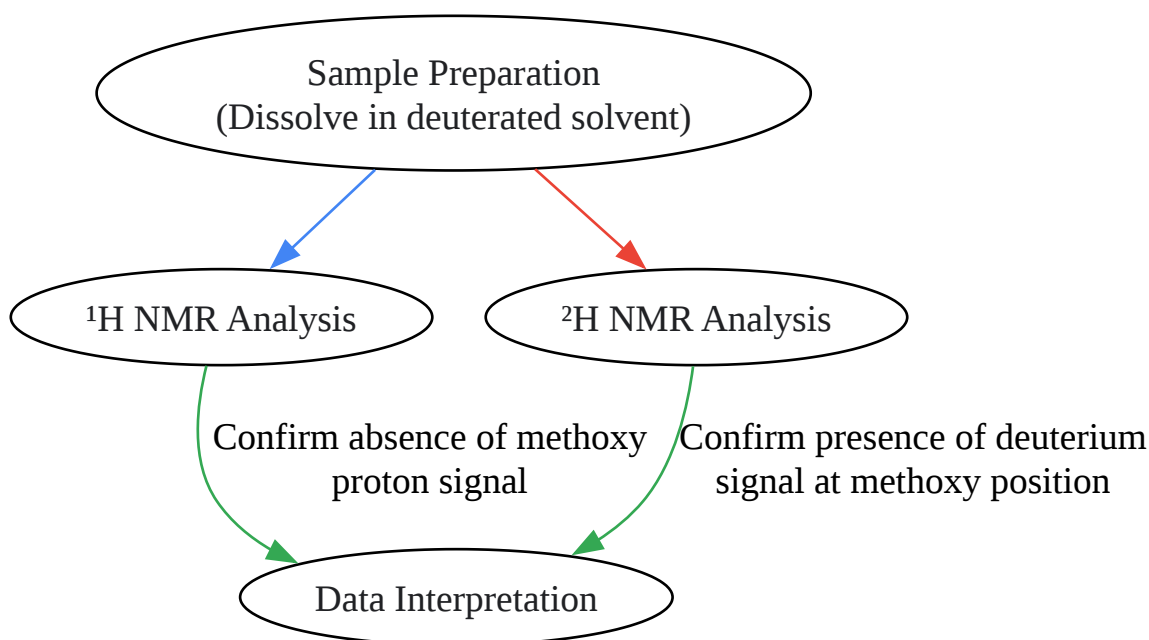 Sample Preparation
(Dissolve in deuterated solvent)
¹H NMR Analysis
²H NMR Analysis
Confirm absence of methoxy
proton signal
Confirm presence of deuterium
signal at methoxy position
Data Interpretation